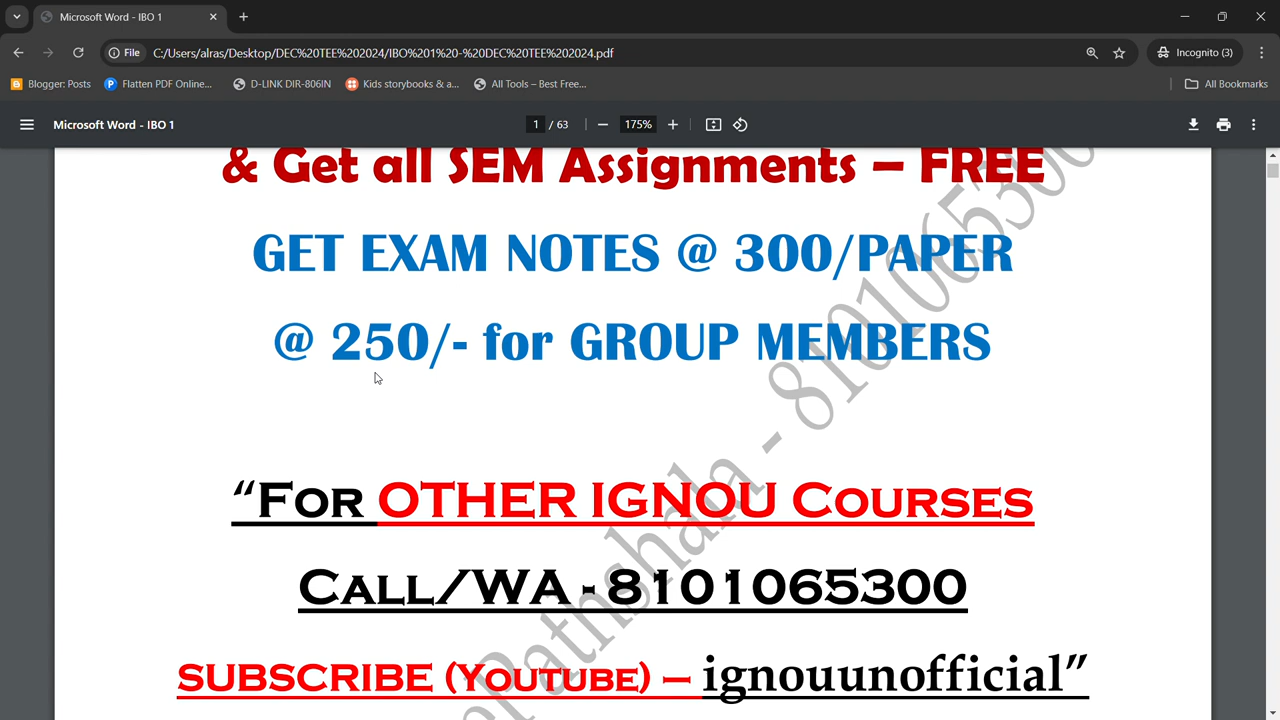 Microsoft Word - IBO 1
File
C:/Users/alras/Desktop/DEC%20TEE%202024/IBO%201%20-%20DEC%20TEE%202024.pdf
Incognito (3)
Blogger: Posts
Flatten PDF Online...
D-LINK DIR-806IN
Kids storybooks & a...
All Tools – Best Free...
All Bookmarks
Microsoft Word - IBO 1
1 / 63
175%
& Get all SEM Assignments – FREE
GET EXAM NOTES @ 300/PAPER
@ 250/- for GROUP MEMBERS
“For OTHER IGNOU Courses
Call/WA - 8101065300
SUBSCRIBE (Youtube) – ignouunofficial”
ePathshala - 8101065300